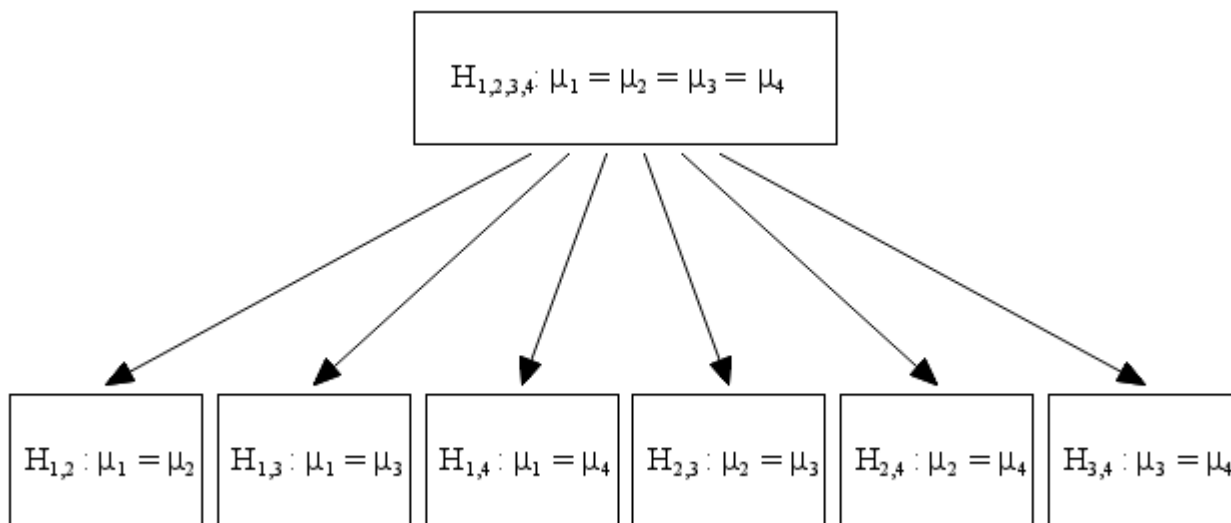 H₁,₂,₃,₄: μ₁ = μ₂ = μ₃ = μ₄
H₁,₂ : μ₁ = μ₂
H₁,₃ : μ₁ = μ₃
H₁,₄ : μ₁ = μ₄
H₂,₃ : μ₂ = μ₃
H₂,₄ : μ₂ = μ₄
H₃,₄ : μ₃ = μ₄